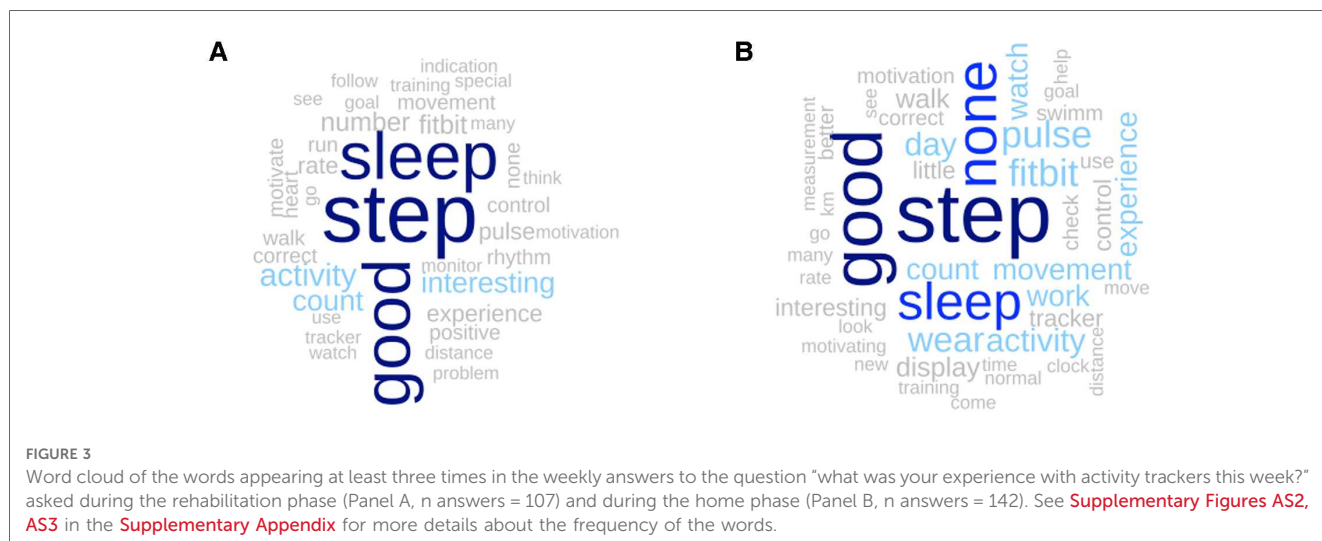 A
B
indication
follow training special
see goal movement
number fitbit many
run sleep
rate none
motivate heart go think
step control
pulse motivation
walk
correct monitor rhythm
activity interesting
count good
use experience
tracker positive
watch distance
problem
motivation none watch help
see walk goal
correct swimm
measurement better good day pulse
little fitbit use experience
km step check control
go
many count movement
rate sleep work move
interesting tracker
look wear activity
motivating
new display time clock distance
training normal
come
FIGURE 3
Word cloud of the words appearing at least three times in the weekly answers to the question “what was your experience with activity trackers this week?”
asked during the rehabilitation phase (Panel A, n answers = 107) and during the home phase (Panel B, n answers = 142). See Supplementary Figures AS2,
AS3 in the Supplementary Appendix for more details about the frequency of the words.